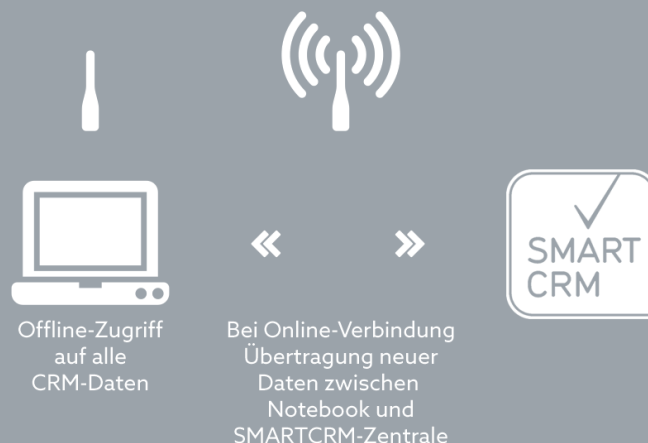 SMART
CRM
Offline-Zugriff
auf alle
CRM-Daten
Bei Online-Verbindung
Übertragung neuer
Daten zwischen
Notebook und
SMARTCRM-Zentrale